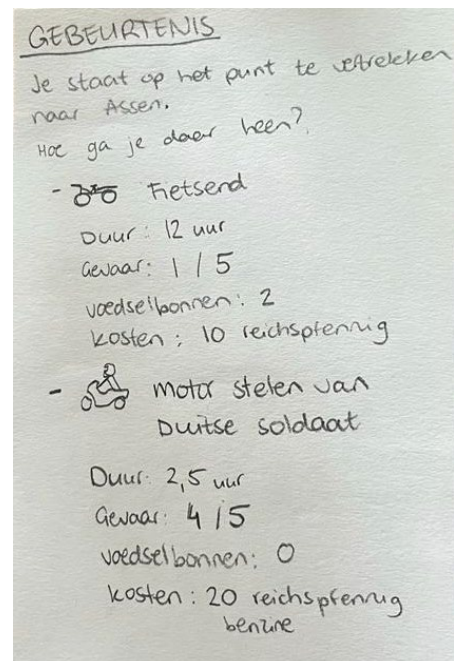 GEBEURTENIS
Je staat op het punt te vertrekken
naar Assen.
Hoe ga je daar heen?
- Fietsend
Duur: 12 uur
Gevaar: 1 / 5
voedselbonnen: 2
kosten: 10 reichspfennig
- motor stelen van
Duitse soldaat
Duur: 2,5 uur
Gevaar: 4 / 5
voedselbonnen: 0
kosten: 20 reichspfennig
benzine